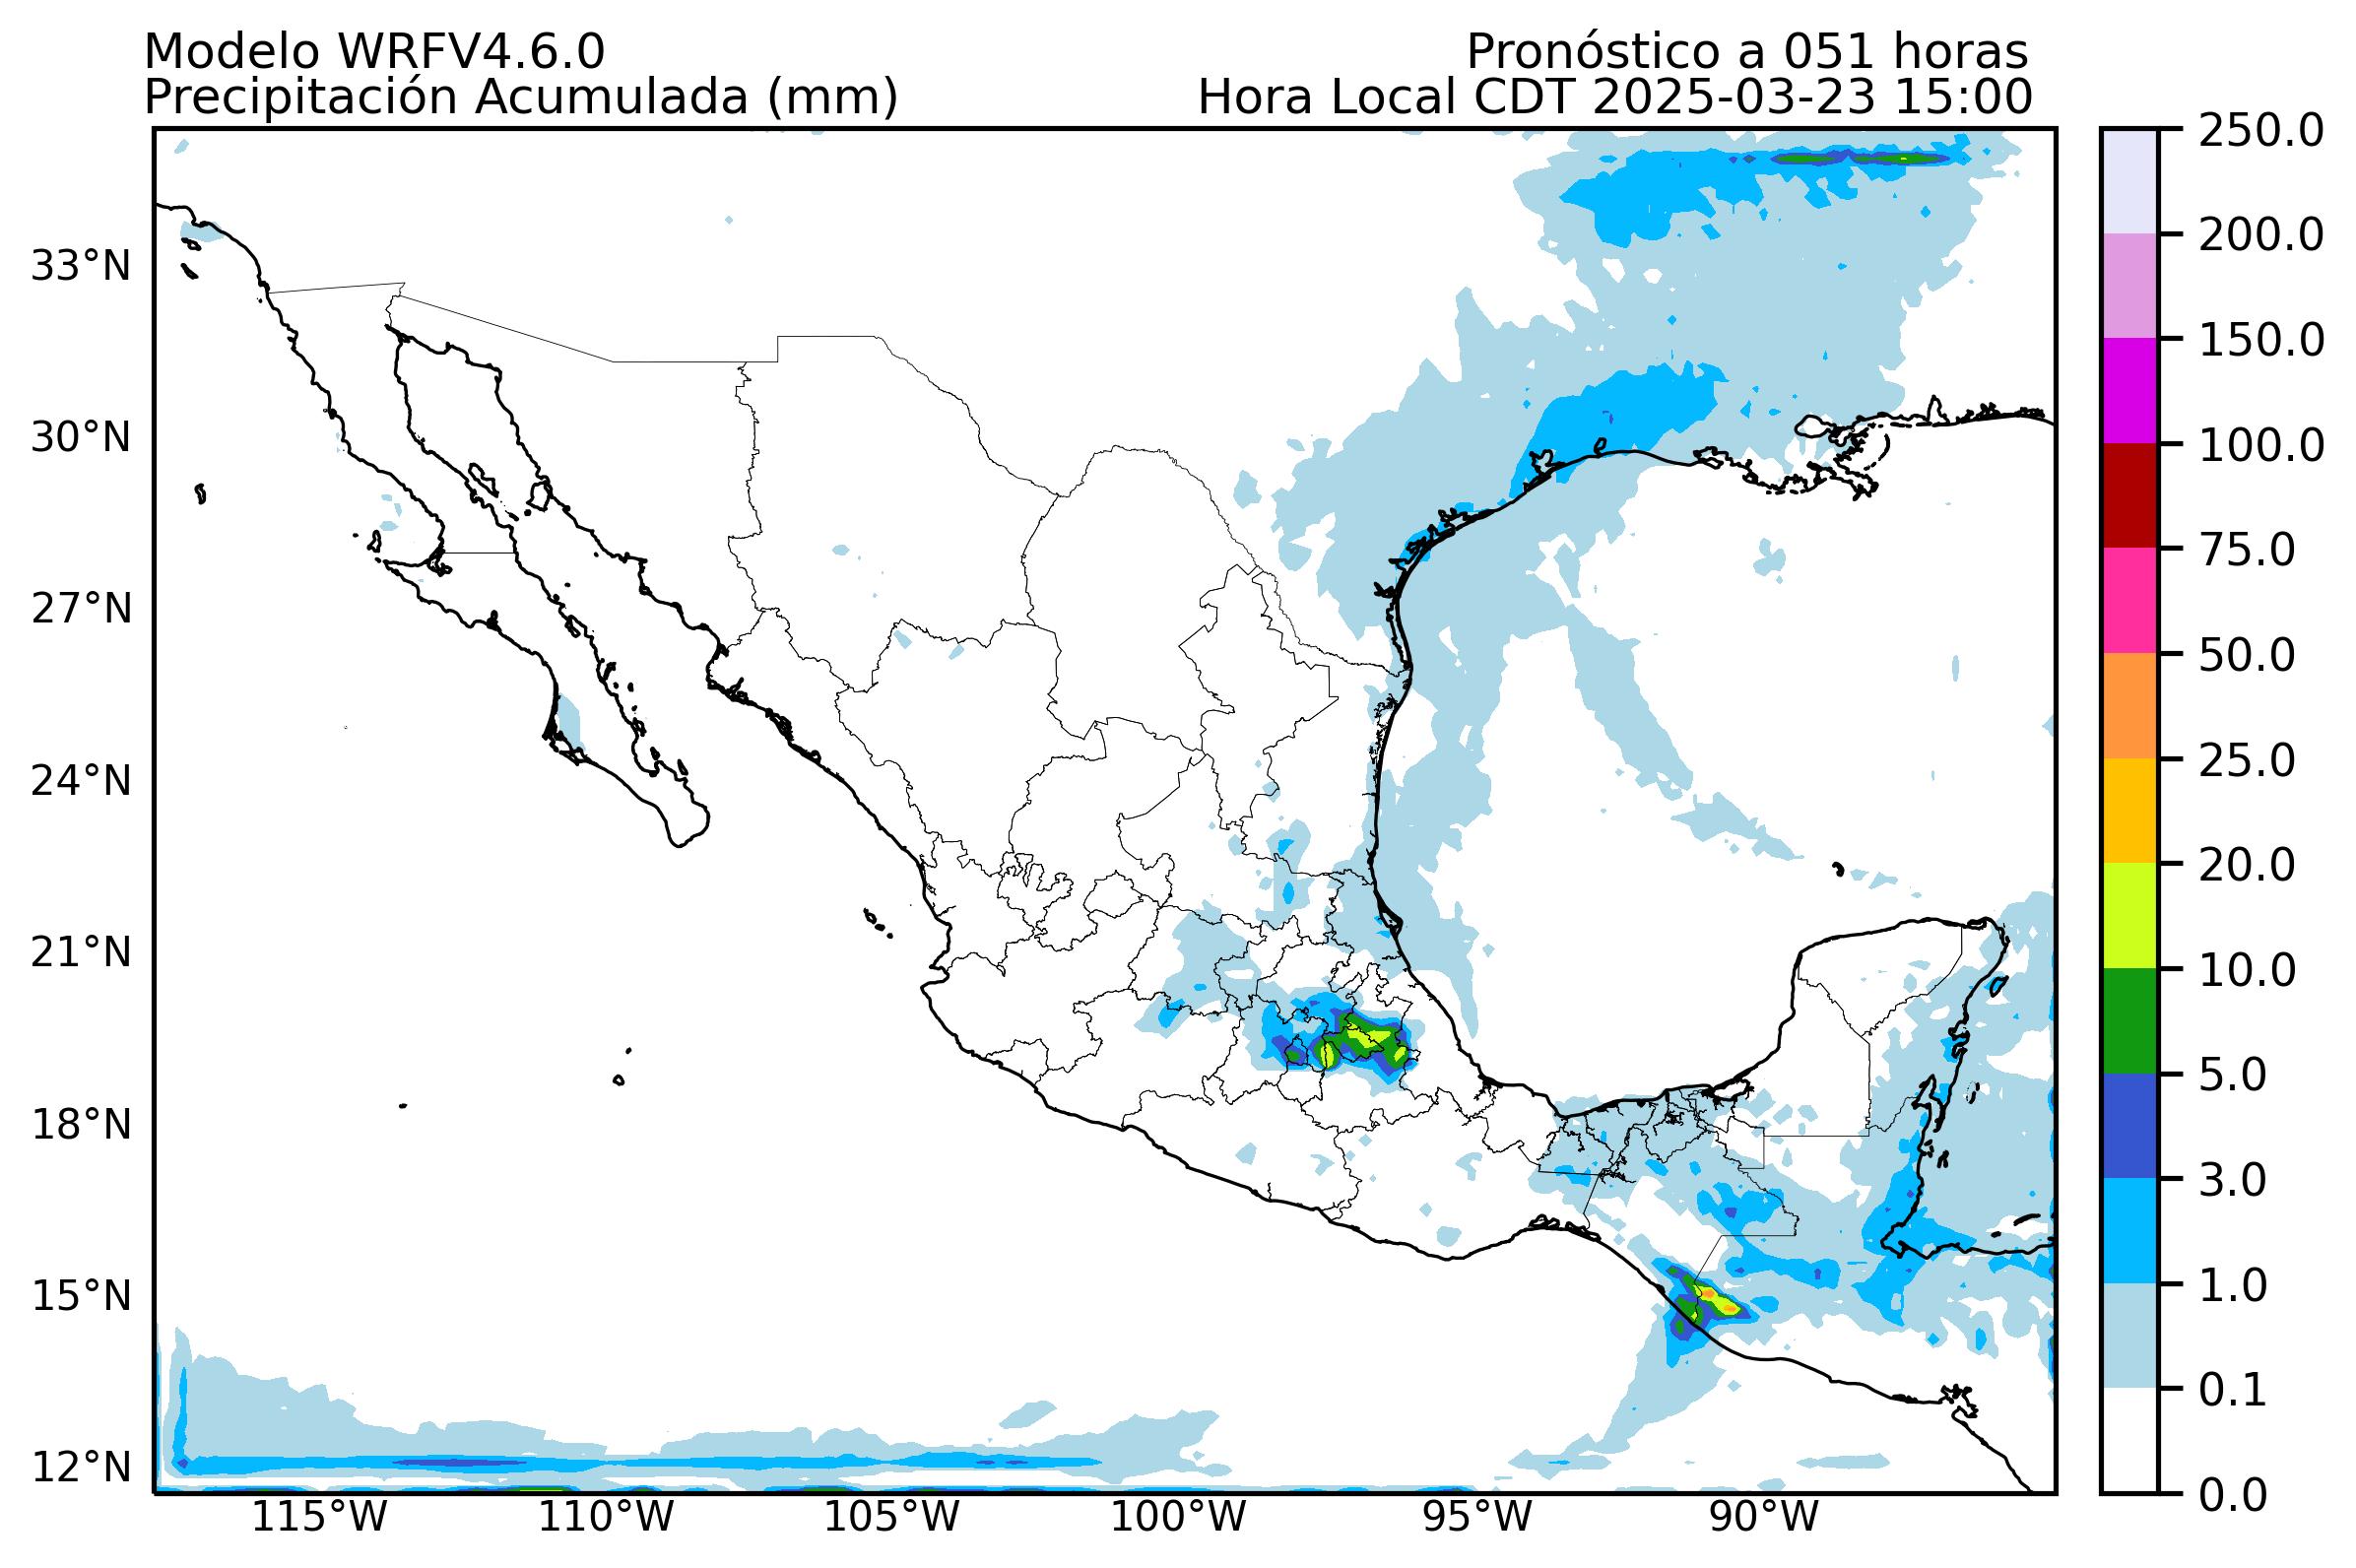 Modelo WRFV4.6.0
Pronóstico a 051 horas
Precipitación Acumulada (mm)
Hora Local CDT 2025-03-23 15:00
33°N
30°N
27°N
24°N
21°N
18°N
15°N
12°N
115°W
110°W
105°W
100°W
95°W
90°W
250.0
200.0
150.0
100.0
75.0
50.0
25.0
20.0
10.0
5.0
3.0
1.0
0.1
0.0